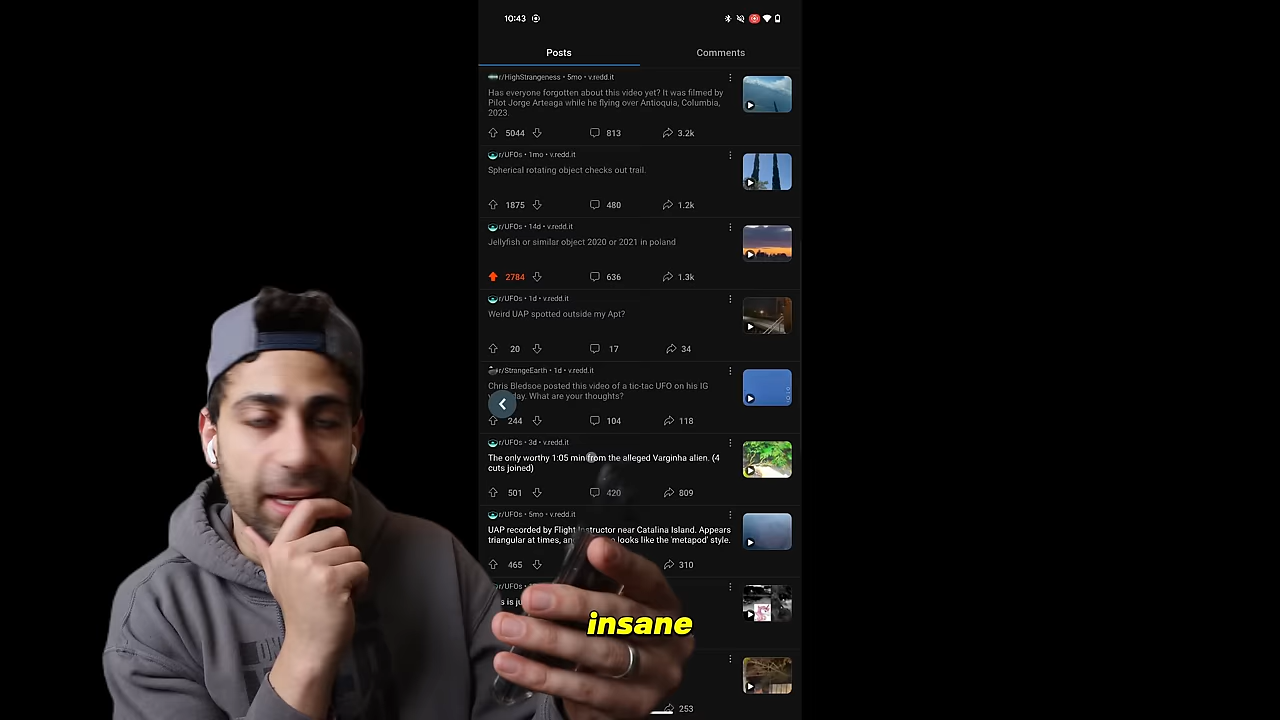 10:43
Posts
Comments
r/HighStrangeness • 5mo • v.redd.it
Has everyone forgotten about this video yet? It was filmed by
Pilot Jorge Arteaga while he flying over Antioquia, Columbia,
2023.
5044
813
3.2k
r/UFOs • 1mo • v.redd.it
Spherical rotating object checks out trail.
1875
480
1.2k
r/UFOs • 14d • v.redd.it
Jellyfish or similar object 2020 or 2021 in poland
2784
636
1.3k
r/UFOs • 1d • v.redd.it
Weird UAP spotted outside my Apt?
20
17
34
r/StrangeEarth • 1d • v.redd.it
Chris Bledsoe posted this video of a tic-tac UFO on his IG
day. What are your thoughts?
244
104
118
r/UFOs • 3d • v.redd.it
The only worthy 1:05 min from the alleged Varginha alien. (4
cuts joined)
501
420
809
r/UFOs • 5mo • v.redd.it
UAP recorded by Flight Instructor near Catalina Island. Appears
triangular at times, and looks like the 'metapod' style.
465
310
r/UFOs
is ju
insane
253